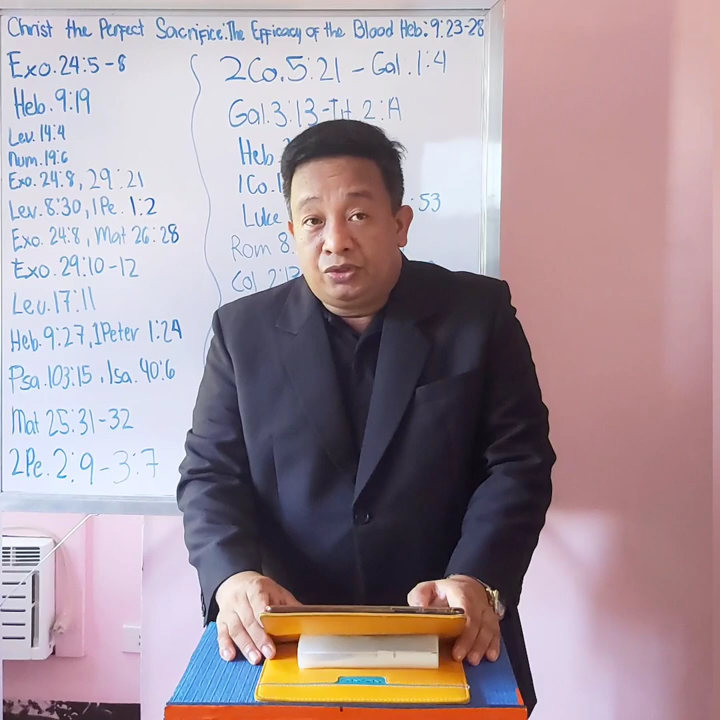 Christ the Perfect Sacrifice: The Efficacy of the Blood Heb: 9:23-28
Exo. 24:5-8
Heb. 9:19
Lev. 14:4
Num. 19:6
Exo. 24:8, 29:21
Lev. 8:30, 1Pe. 1:2
Exo. 24:8, Mat 26:28
Exo. 29:10-12
Lev. 17:11
Heb. 9:27, 1Peter 1:24
Psa. 103:15, Isa. 40:6
Mat 25:31-32
2Pe. 2:9-3:7
2Co. 5:21 - Gal. 1:4
Gal. 3:13 - Tit 2:14
Heb.
1Co.
Luke :53
Rom 8.
Col 2:13